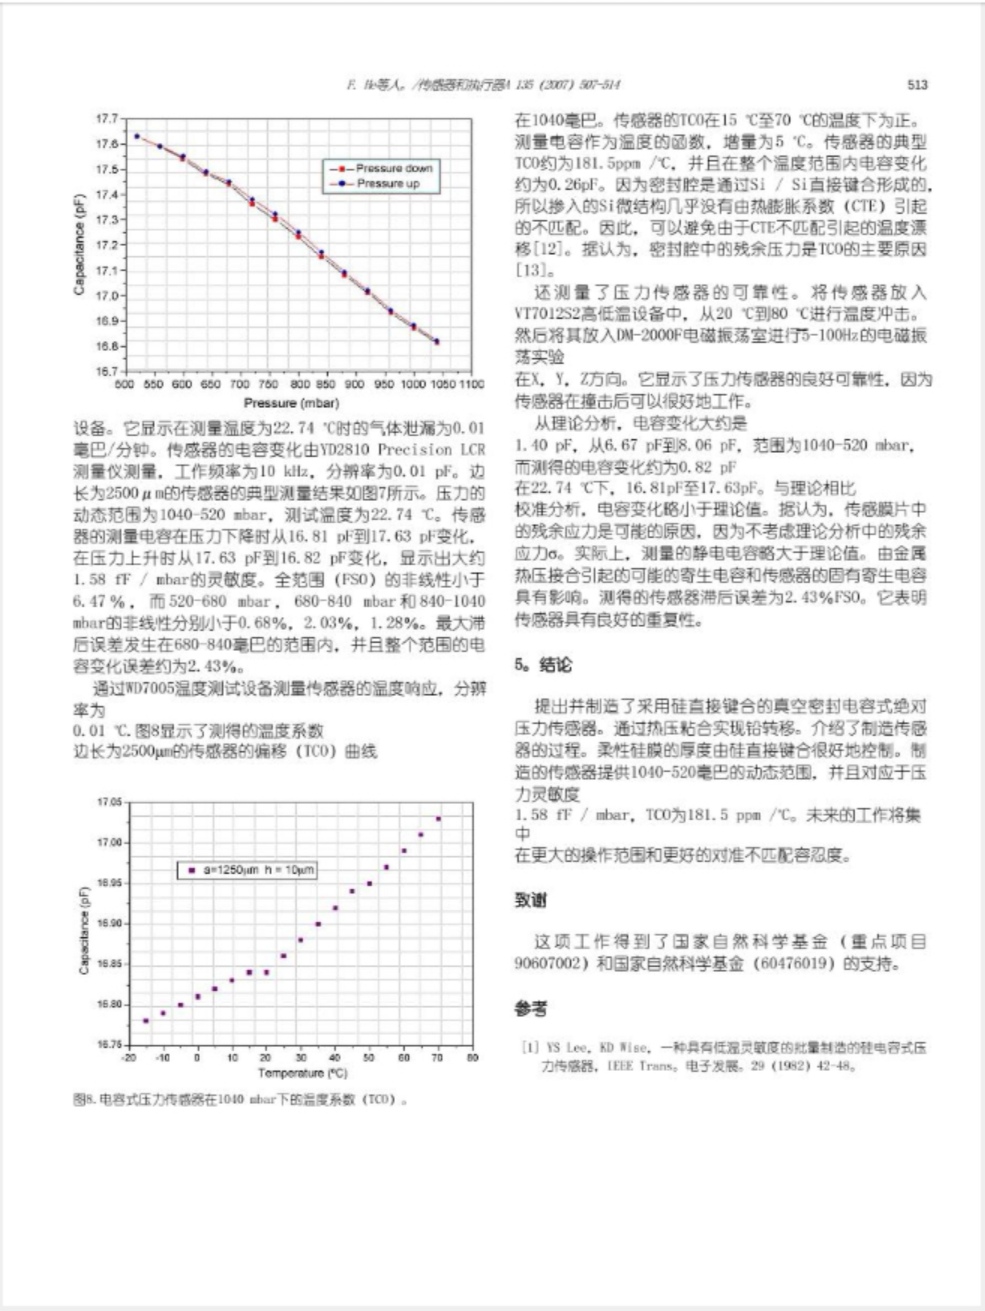 F. He等人。/传感器和执行器A 135 (2007) 507-514
513
17.7
17.6
17.5
17.4
17.3
17.2
17.1
17.0
16.9
16.8
16.7
Capacitance (pF)
Pressure down
Pressure up
500 550 600 650 700 750 800 850 900 950 1000 1050 1100
Pressure (mbar)
设备。它显示在测量温度为22.74 ℃时的气体泄漏为0.01
毫巴/分钟。传感器的电容变化由YD2810 Precision LCR
测量仪测量，工作频率为10 kHz，分辨率为0.01 pF。边
长为2500μm的传感器的典型测量结果如图7所示。压力的
动态范围为1040-520 mbar，测试温度为22.74 ℃。传感
器的测量电容在压力下降时从16.81 pF到17.63 pF变化，
在压力上升时从17.63 pF到16.82 pF变化，显示出大约
1.58 fF / mbar的灵敏度。全范围（FSO）的非线性小于
6.47％，而520-680 mbar，680-840 mbar和840-1040
mbar的非线性分别小于0.68%，2.03%，1.28%。最大滞
后误差发生在680-840毫巴的范围内，并且整个范围的电
容变化误差约为2.43%。
通过WD7005温度测试设备测量传感器的温度响应，分辨
率为
0.01 ℃.图8显示了测得的温度系数
边长为2500μm的传感器的偏移（TCO）曲线
17.05
17.00
16.95
16.90
16.85
16.80
16.75
Capacitance (pF)
a=1250μm h = 10μm
-20 -10 0 10 20 30 40 50 60 70 80
Temperature (ºC)
图8.电容式压力传感器在1040 mbar下的温度系数（TCO）。
在1040毫巴。传感器的TCO在15 ℃至70 ℃的温度下为正。
测量电容作为温度的函数，增量为5 ℃。传感器的典型
TCO约为181.5ppm /℃，并且在整个温度范围内电容变化
约为0.26pF。因为密封腔是通过Si / Si直接键合形成的，
所以掺入的Si微结构几乎没有由热膨胀系数（CTE）引起
的不匹配。因此，可以避免由于CTE不匹配引起的温度漂
移[12]。据认为，密封腔中的残余压力是TCO的主要原因
[13]。
还测量了压力传感器的可靠性。将传感器放入
VT7012S2高低温设备中，从20 ℃到80 ℃进行温度冲击。
然后将其放入DM-2000F电磁振荡室进行5-100Hz的电磁振
荡实验
在X，Y，Z方向。它显示了压力传感器的良好可靠性，因为
传感器在撞击后可以很好地工作。
从理论分析，电容变化大约是
1.40 pF，从6.67 pF到8.06 pF，范围为1040-520 mbar，
而测得的电容变化约为0.82 pF
在22.74 ℃下，16.81pF至17.63pF。与理论相比
校准分析，电容变化略小于理论值。据认为，传感膜片中
的残余应力是可能的原因，因为不考虑理论分析中的残余
应力σ。实际上，测量的静电电容略大于理论值。由金属
热压接合引起的可能的寄生电容和传感器的固有寄生电容
具有影响。测得的传感器滞后误差为2.43%FSO。它表明
传感器具有良好的重复性。
5。结论
提出并制造了采用硅直接键合的真空密封电容式绝对
压力传感器。通过热压粘合实现铅转移。介绍了制造传感
器的过程。柔性硅膜的厚度由硅直接键合很好地控制。制
造的传感器提供1040-520毫巴的动态范围，并且对应于压
力灵敏度
1.58 fF / mbar，TCO为181.5 ppm /℃。未来的工作将集
中
在更大的操作范围和更好的对准不匹配容忍度。
致谢
这项工作得到了国家自然科学基金（重点项目
90607002）和国家自然科学基金（60476019）的支持。
参考
[1] YS Lee，KD Wise，一种具有低温灵敏度的批量制造的硅电容式压
力传感器，IEEE Trans。电子发展。29（1982）42-48。